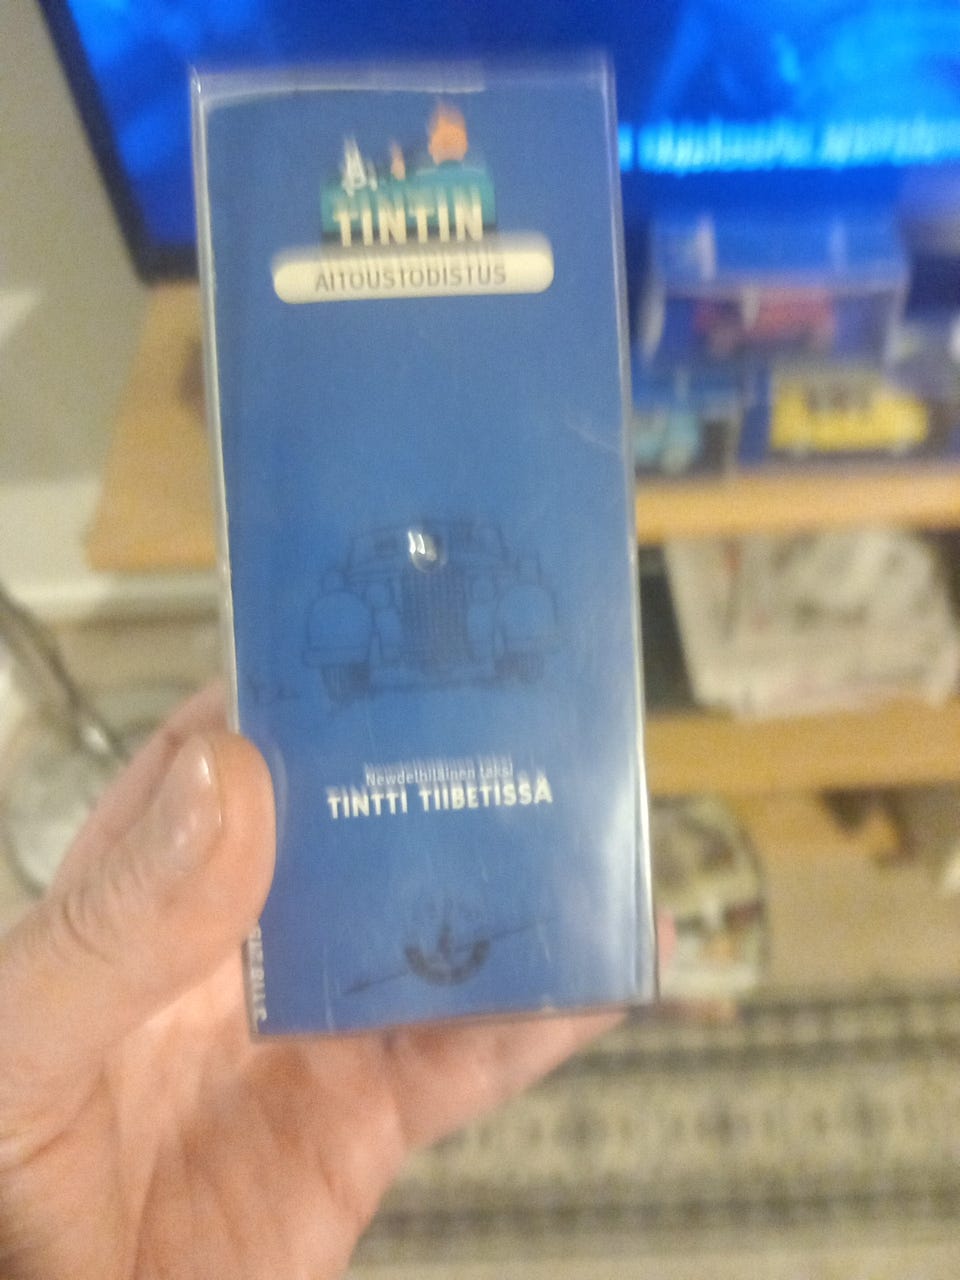 TINTIN
AITOUSTODISTUS
Newdelhiläinen taksi
TINTTI TIIBETISSÄ